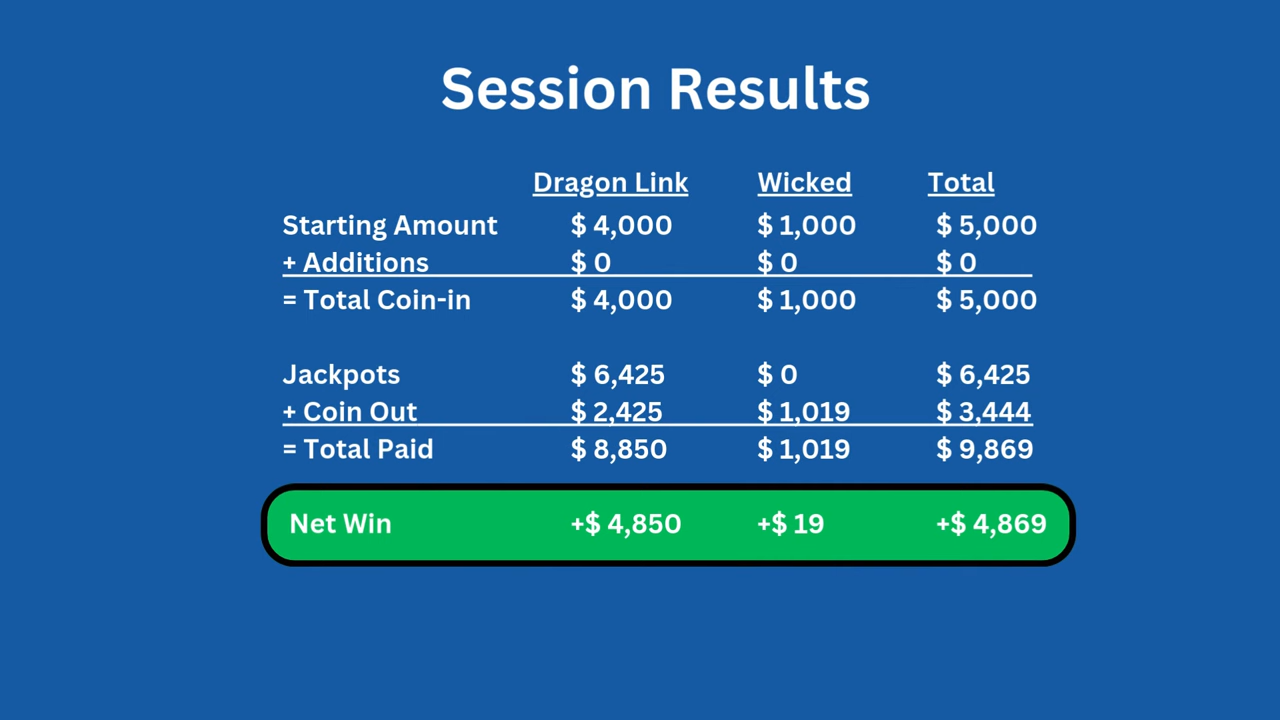 Session Results
Dragon Link Wicked Total
Starting Amount $ 4,000 $ 1,000 $ 5,000
+ Additions $ 0 $ 0 $ 0
= Total Coin-in $ 4,000 $ 1,000 $ 5,000
Jackpots $ 6,425 $ 0 $ 6,425
+ Coin Out $ 2,425 $ 1,019 $ 3,444
= Total Paid $ 8,850 $ 1,019 $ 9,869
Net Win +$ 4,850 +$ 19 +$ 4,869